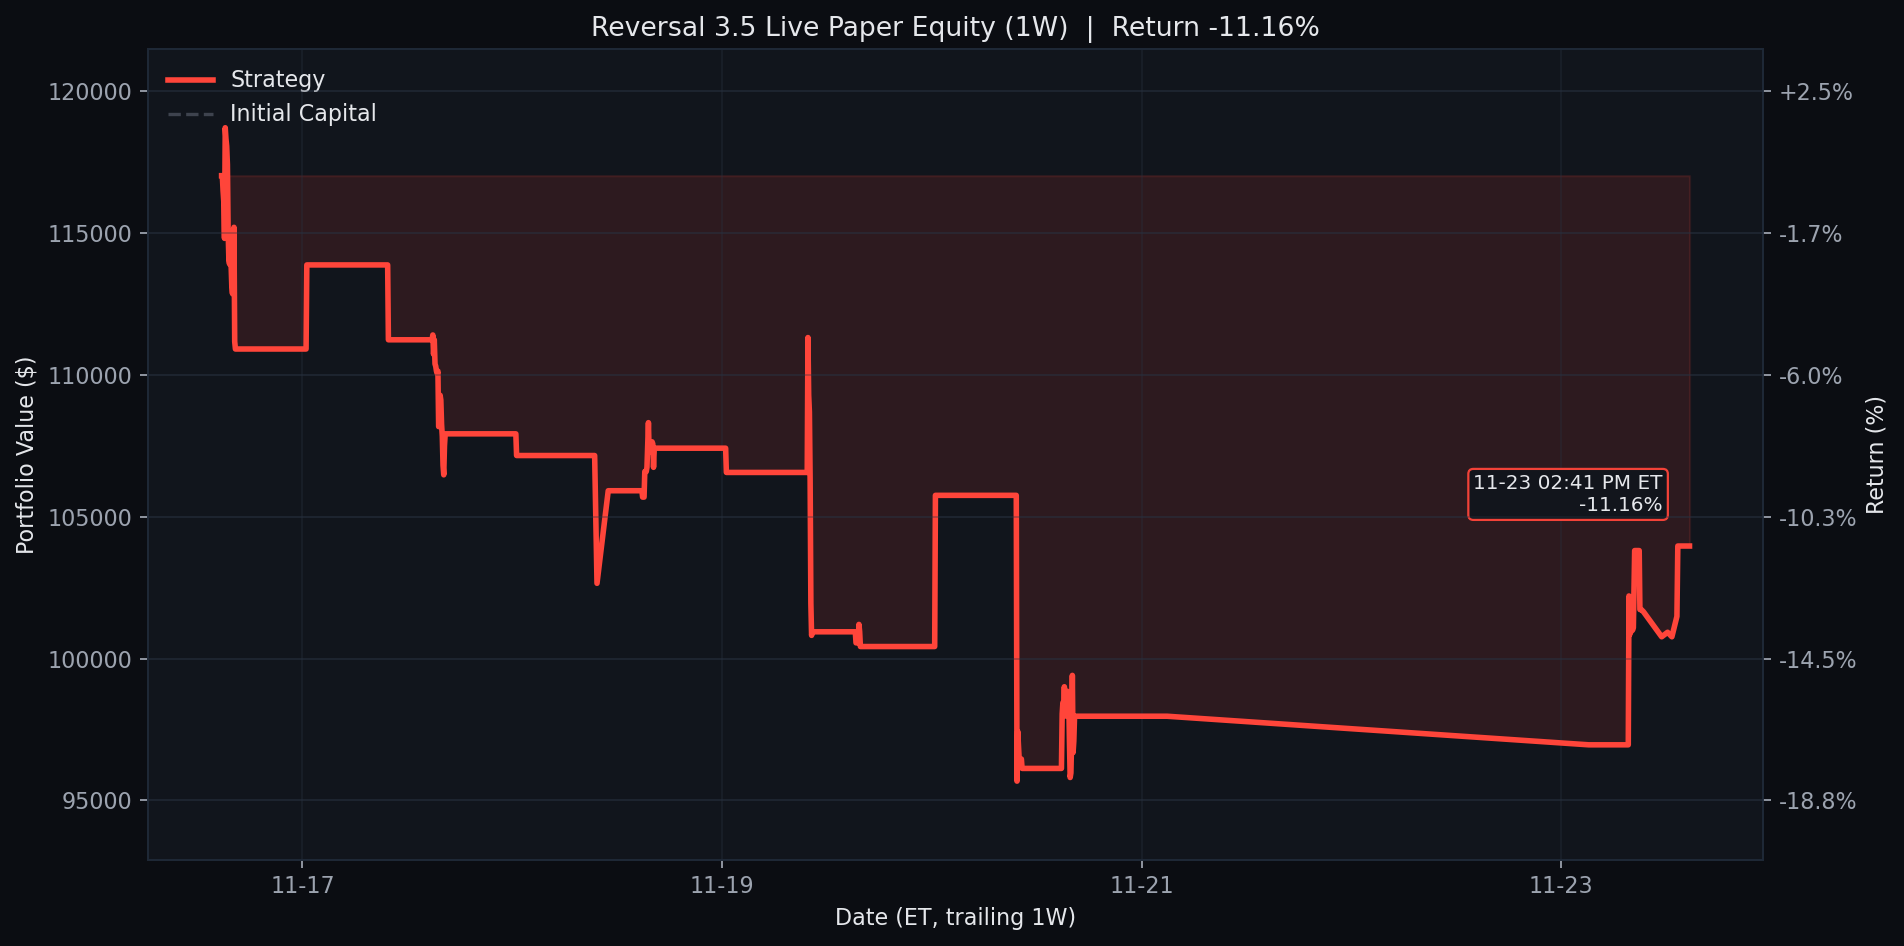 Reversal 3.5 Live Paper Equity (1W)  |  Return -11.16%
Strategy
Initial Capital
Portfolio Value ($)
120000
115000
110000
105000
100000
95000
+2.5%
-1.7%
-6.0%
-10.3%
-14.5%
-18.8%
Return (%)
11-23 02:41 PM ET
-11.16%
11-17
11-19
11-21
11-23
Date (ET, trailing 1W)